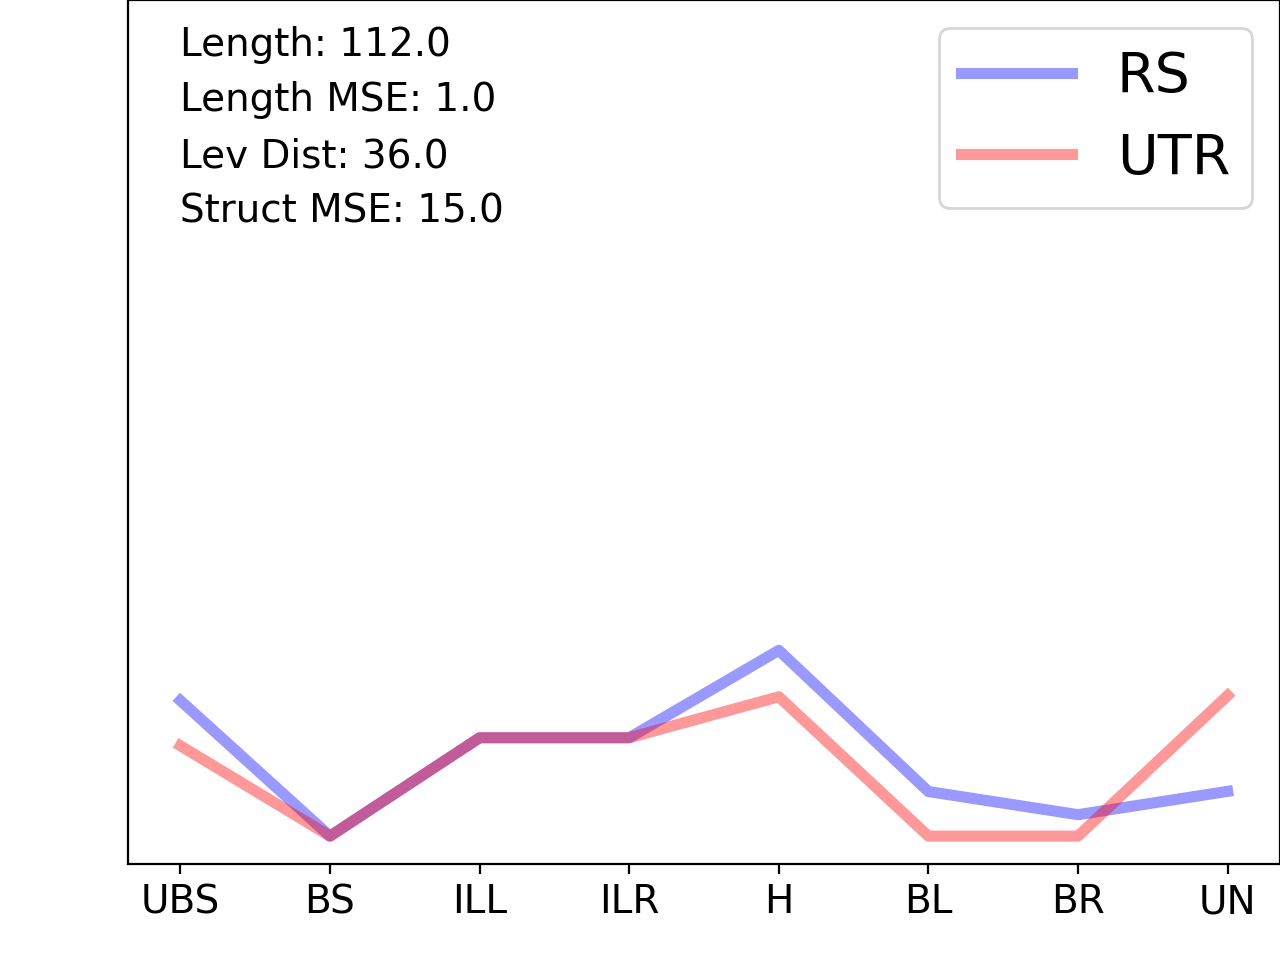 Length: 112.0
Length MSE: 1.0
Lev Dist: 36.0
Struct MSE: 15.0
RS
UTR
UBS BS ILL ILR H BL BR UN